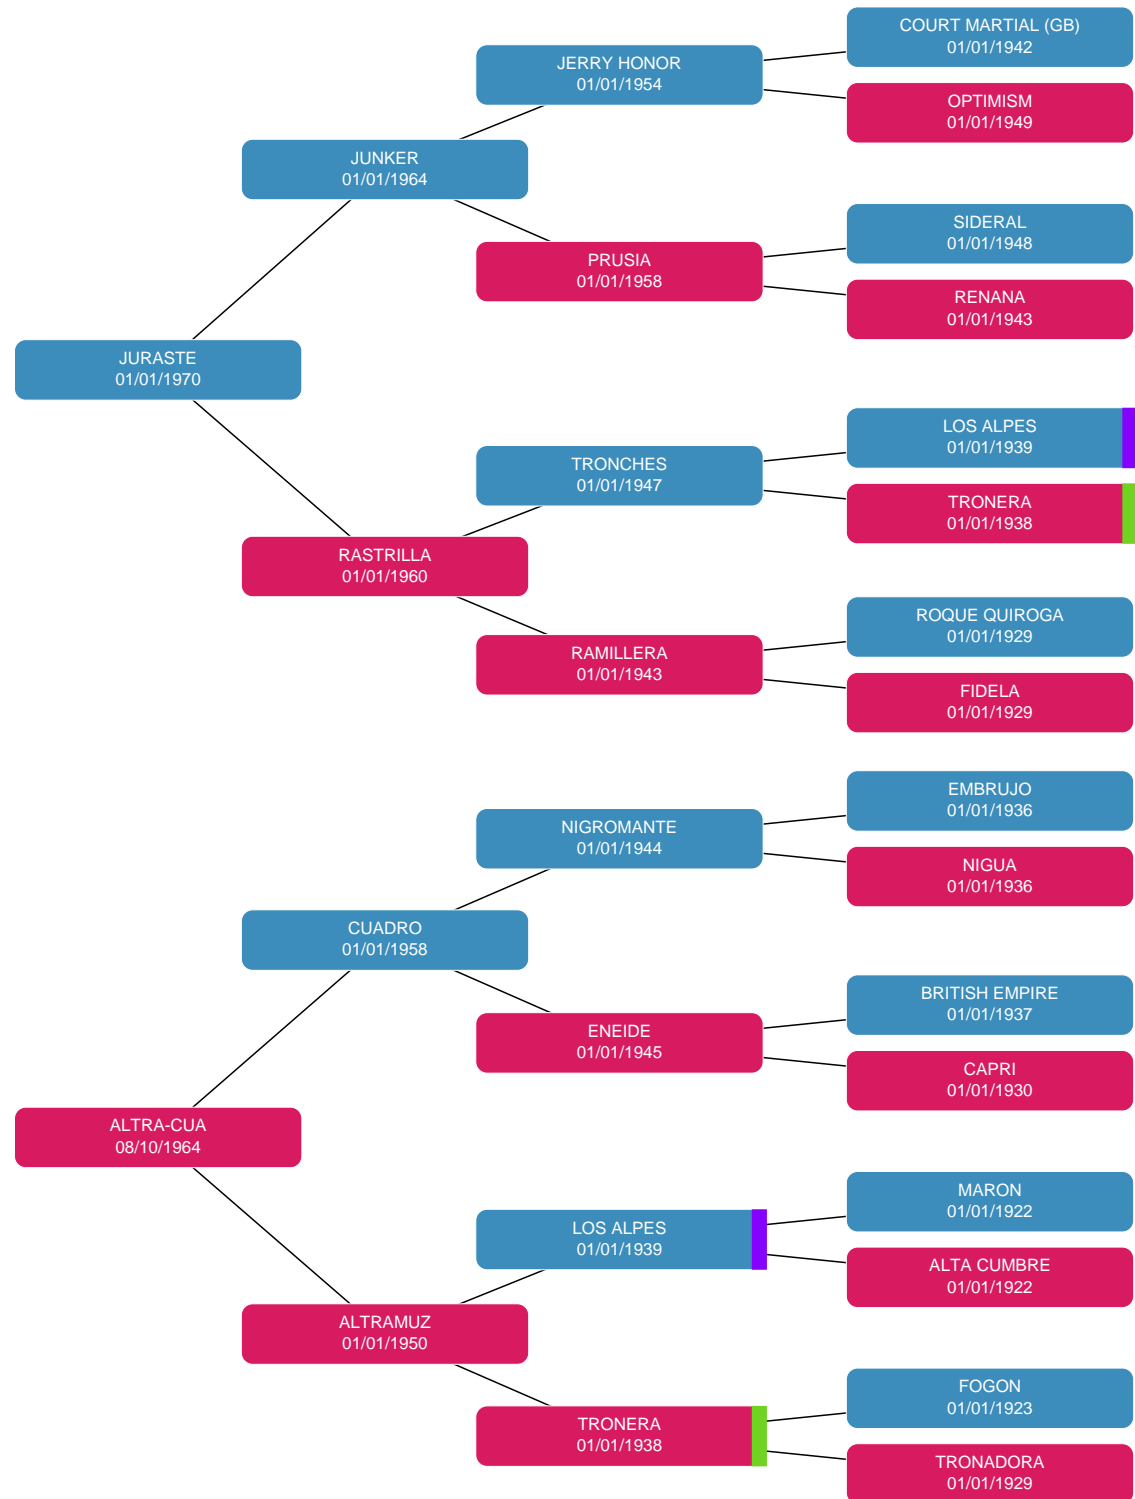 COURT MARTIAL (GB)
01/01/1942
JERRY HONOR
01/01/1954
OPTIMISM
01/01/1949
JUNKER
01/01/1964
SIDERAL
01/01/1948
PRUSIA
01/01/1958
RENANA
01/01/1943
JURASTE
01/01/1970
LOS ALPES
01/01/1939
TRONCHES
01/01/1947
TRONERA
01/01/1938
RASTRILLA
01/01/1960
ROQUE QUIROGA
01/01/1929
RAMILLERA
01/01/1943
FIDELA
01/01/1929
EMBRUJO
01/01/1936
NIGROMANTE
01/01/1944
NIGUA
01/01/1936
CUADRO
01/01/1958
BRITISH EMPIRE
01/01/1937
ENEIDE
01/01/1945
CAPRI
01/01/1930
ALTRA-CUA
08/10/1964
MARON
01/01/1922
LOS ALPES
01/01/1939
ALTA CUMBRE
01/01/1922
ALTRAMUZ
01/01/1950
FOGON
01/01/1923
TRONERA
01/01/1938
TRONADORA
01/01/1929